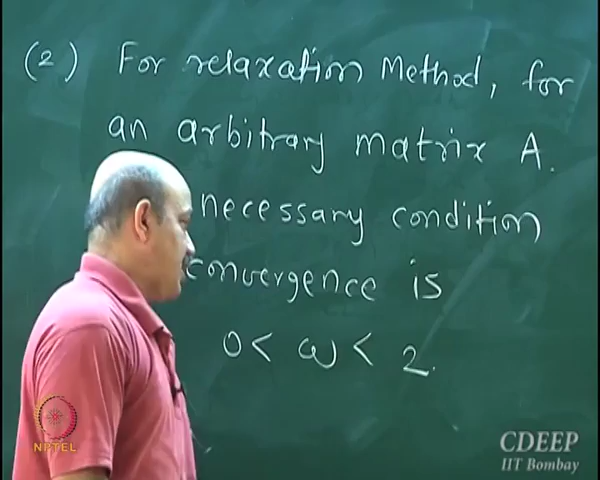 (2) For relaxation Method, for
an arbitrary matrix A.
necessary condition
convergence is
0 < ω < 2.
NPTEL
CDEEP
IIT Bombay